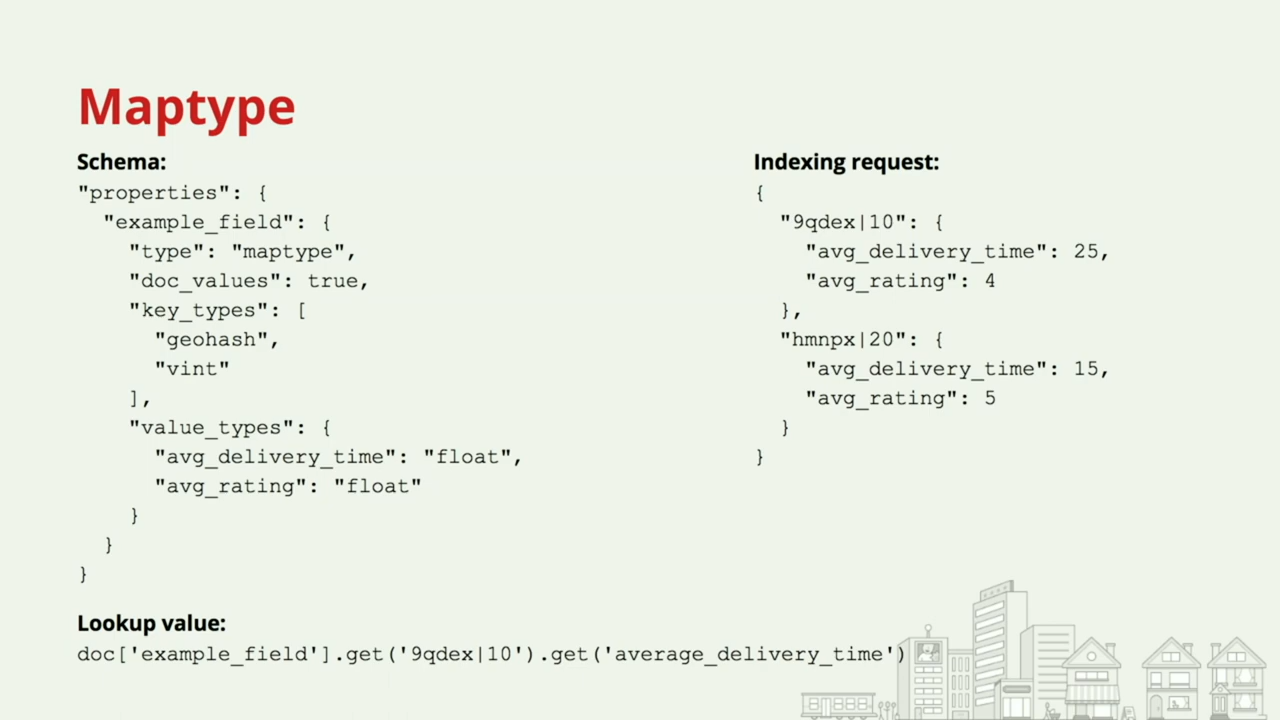 Maptype
Schema:
"properties": {
  "example_field": {
    "type": "maptype",
    "doc_values": true,
    "key_types": [
      "geohash",
      "vint"
    ],
    "value_types": {
      "avg_delivery_time": "float",
      "avg_rating": "float"
    }
  }
}
Indexing request:
{
  "9qdex|10": {
    "avg_delivery_time": 25,
    "avg_rating": 4
  },
  "hmnpx|20": {
    "avg_delivery_time": 15,
    "avg_rating": 5
  }
}
Lookup value:
doc['example_field'].get('9qdex|10').get('average_delivery_time')